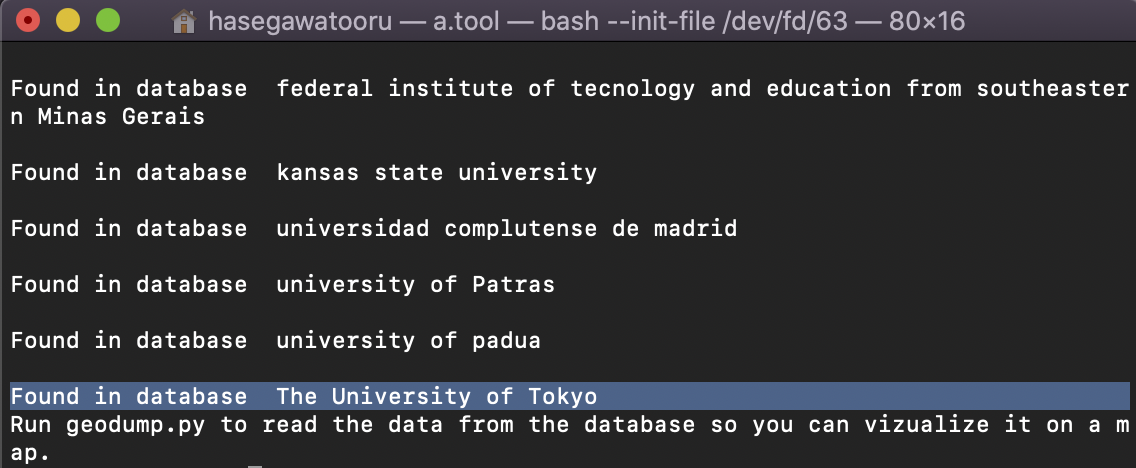 hasegawatooru — a.tool — bash --init-file /dev/fd/63 — 80×16
Found in database  federal institute of tecnology and education from southeaster
n Minas Gerais
Found in database  kansas state university
Found in database  universidad complutense de madrid
Found in database  university of Patras
Found in database  university of padua
Found in database  The University of Tokyo
Run geodump.py to read the data from the database so you can vizualize it on a m
ap.